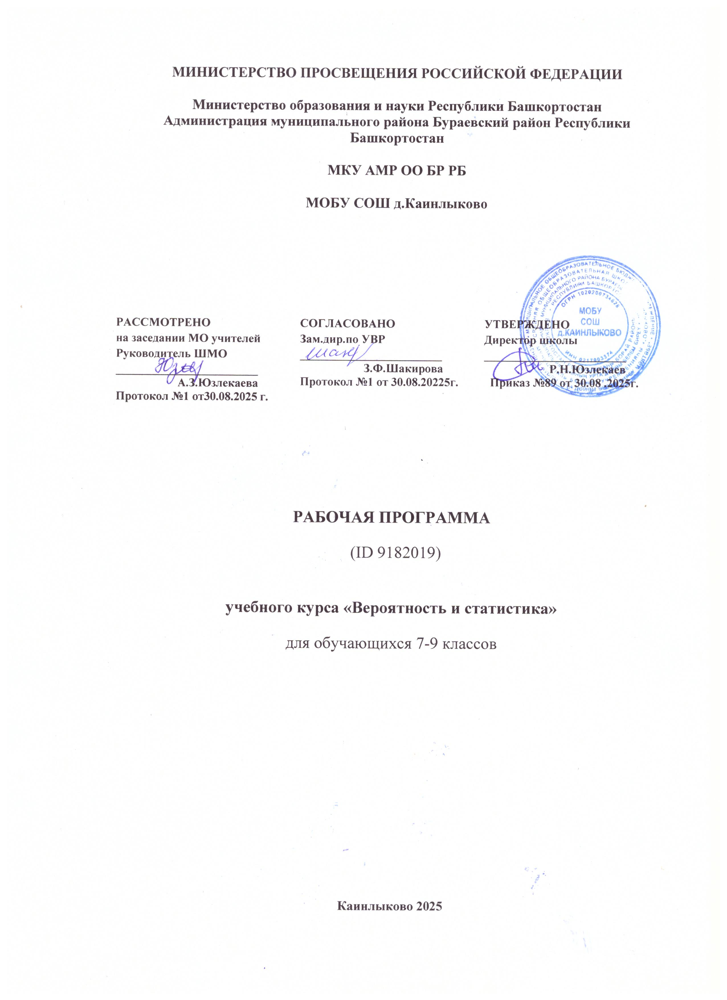 МИНИСТЕРСТВО ПРОСВЕЩЕНИЯ РОССИЙСКОЙ ФЕДЕРАЦИИ
Министерство образования и науки Республики Башкортостан
Администрация муниципального района Бураевский район Республики
Башкортостан
МКУ АМР ОО БР РБ
МОБУ СОШ д.Каинлыково
РАССМОТРЕНО
на заседании МО учителей
Руководитель ШМО
А.З.Юзлекаева
Протокол №1 от30.08.2025 г.
СОГЛАСОВАНО
Зам.дир.по УВР
З.Ф.Шакирова
Протокол №1 от 30.08.20225г.
УТВЕРЖДЕНО
Директор школы
Р.Н.Юзлекаев
Приказ №89 от 30.08 .2025г.
ОГРН 1020200734628
МОБУ
СОШ
д.КАИНЛЫКОВО
ИНН 0217003374
РАБОЧАЯ ПРОГРАММА
(ID 9182019)
учебного курса «Вероятность и статистика»
для обучающихся 7-9 классов
Каинлыково 2025